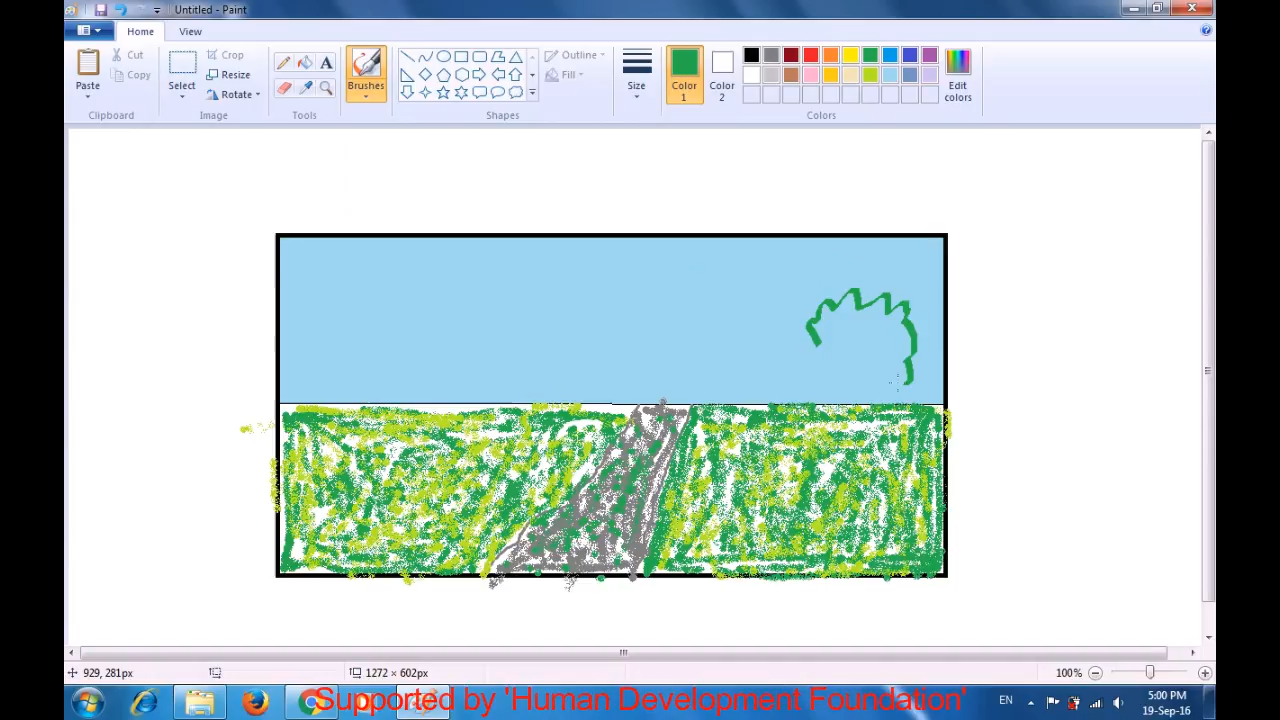 Untitled - Paint
Home
View
Paste
Cut
Copy
Clipboard
Select
Crop
Resize
Rotate
Image
A
Tools
Brushes
Shapes
Outline
Fill
Size
Color
1
Color
2
Edit
colors
Colors
929, 281px
1272 × 602px
100%
EN
5:00 PM
19-Sep-16
Supported by 'Human Development Foundation'